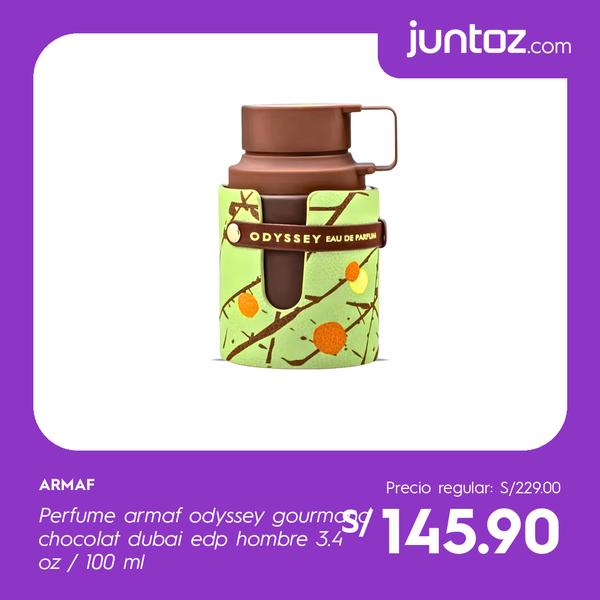 juntoz.com
ODYSSEY EAU DE PARFUM
ARMAF
Perfume armaf odyssey gourmand
chocolat dubai edp hombre 3.4
oz / 100 ml
Precio regular: S/229.00
S/ 145.90